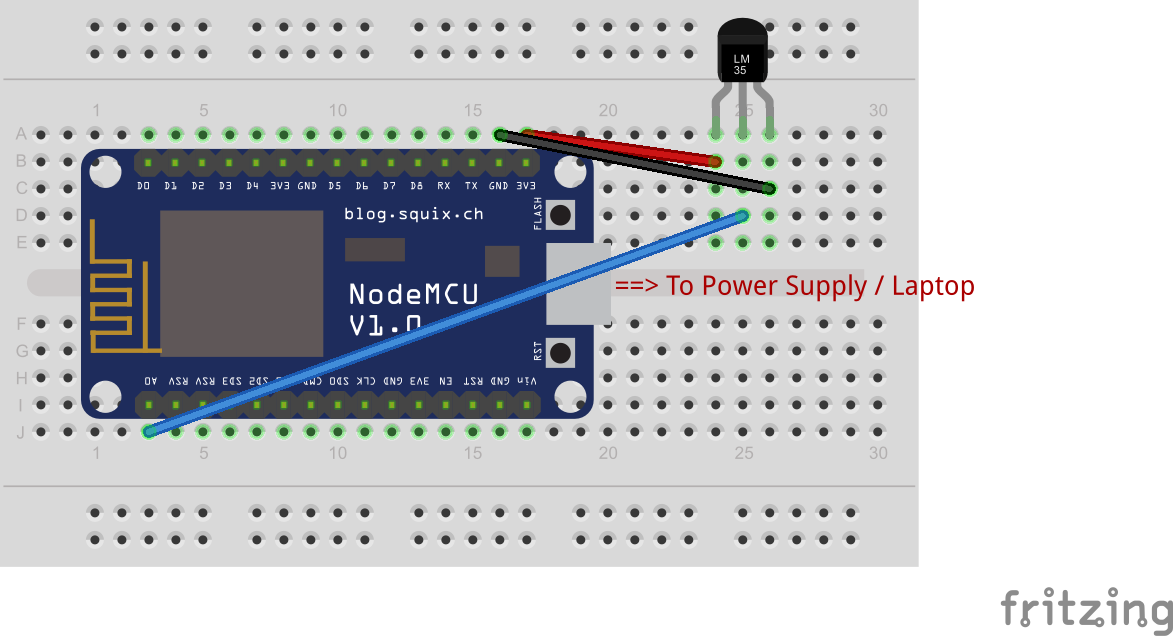 LM
35
1 5 10 15 20 25 30
A
B
D0 D1 D2 D3 D4 3V3 GND D5 D6 D7 D8 RX TX GND 3V3
C
D
blog.squix.ch
FLASH
E
==> To Power Supply / Laptop
NodeMCU
V1.0
F
G
RST
H
A0 RSV RSV SD3 SD2 CMD SD0 CLK GND 3V3 EN RST GND Vin
I
J
1 5 10 15 20 25 30
fritzing